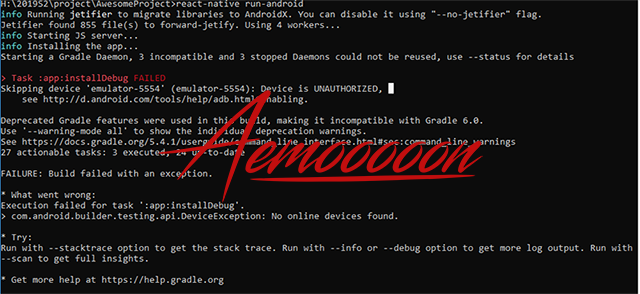 H:\2019S2\project\AwesomeProject>react-native run-android
info Running jetifier to migrate libraries to AndroidX. You can disable it using "--no-jetifier" flag.
Jetifier found 855 file(s) to forward-jetify. Using 4 workers...
info Starting JS server...
info Installing the app...
Starting a Gradle Daemon, 3 incompatible and 3 stopped Daemons could not be reused, use --status for details
> Task :app:installDebug FAILED
Skipping device 'emulator-5554' (emulator-5554): Device is UNAUTHORIZED,
see http://d.android.com/tools/help/adb.html
Deprecated Gradle features were used in this build, making it incompatible with Gradle 6.0.
Use '--warning-mode all' to show the individual deprecation warnings.
See https://docs.gradle.org/5.4.1/userguide/command_line_interface.html#sec:command_line_warnings
27 actionable tasks: 3 executed, 24 up-to-date
Aemoooooon
FAILURE: Build failed with an exception.
* What went wrong:
Execution failed for task ':app:installDebug'.
> com.android.builder.testing.api.DeviceException: No online devices found.
* Try:
Run with --stacktrace option to get the stack trace. Run with --info or --debug option to get more log output. Run with
--scan to get full insights.
* Get more help at https://help.gradle.org